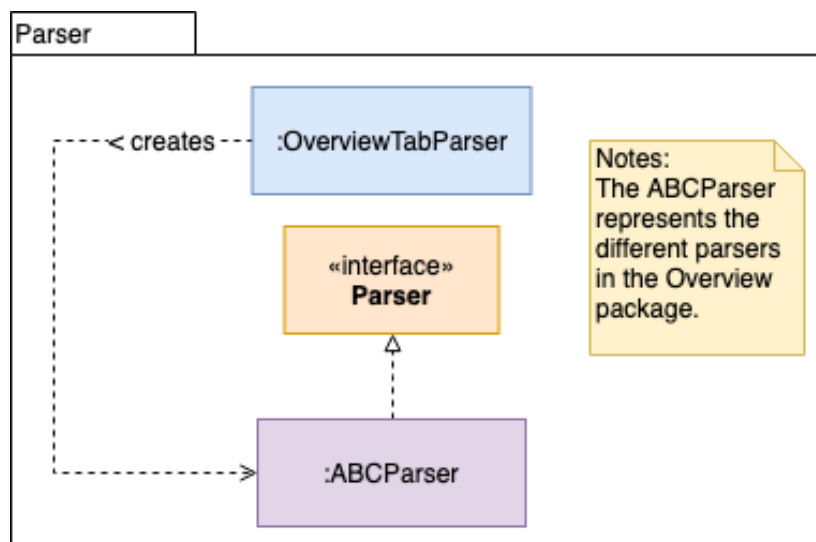 Parser
< creates
:OverviewTabParser
«interface»
Parser
:ABCParser
Notes:
The ABCParser
represents the
different parsers
in the Overview
package.